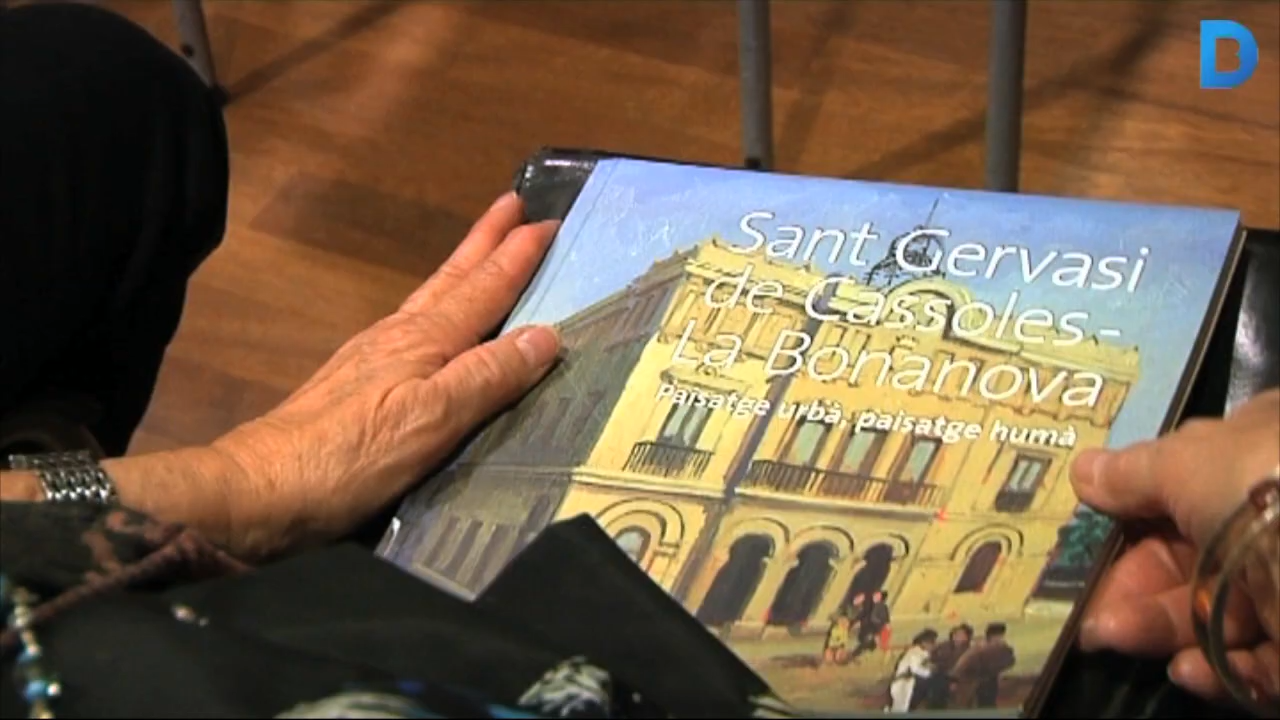 Sant Gervasi
de Cassoles-
La Bonanova
Paisatge urbà, paisatge humà